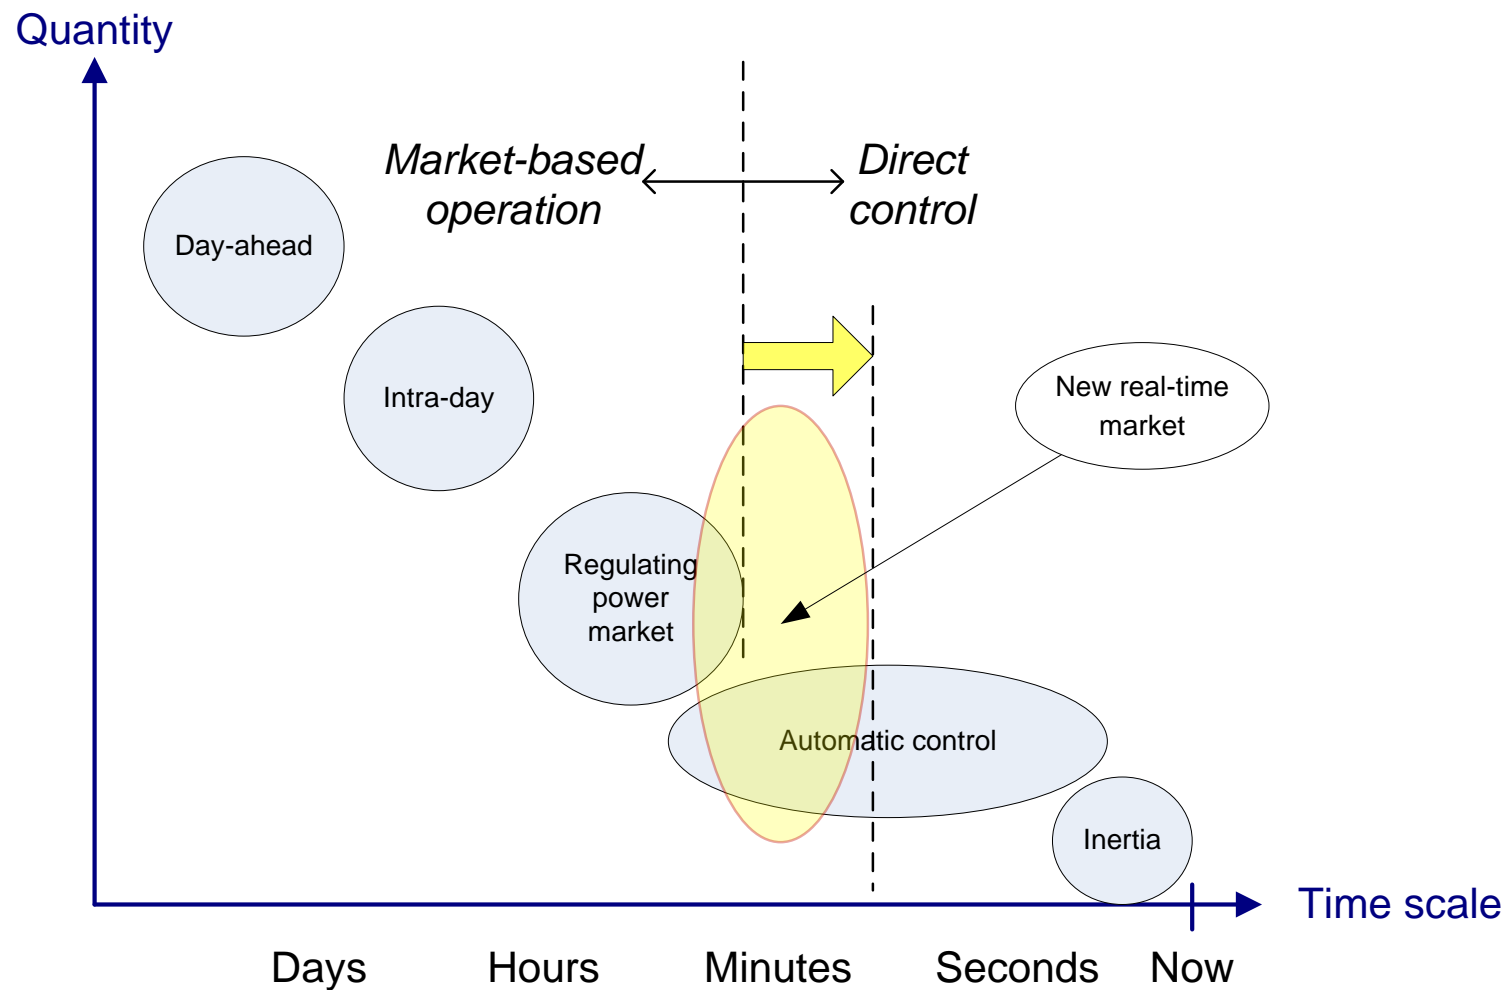 Quantity
Market-based
operation
Direct
control
Day-ahead
Intra-day
New real-time
market
Regulating
power
market
Automatic control
Inertia
Time scale
Days
Hours
Minutes
Seconds
Now